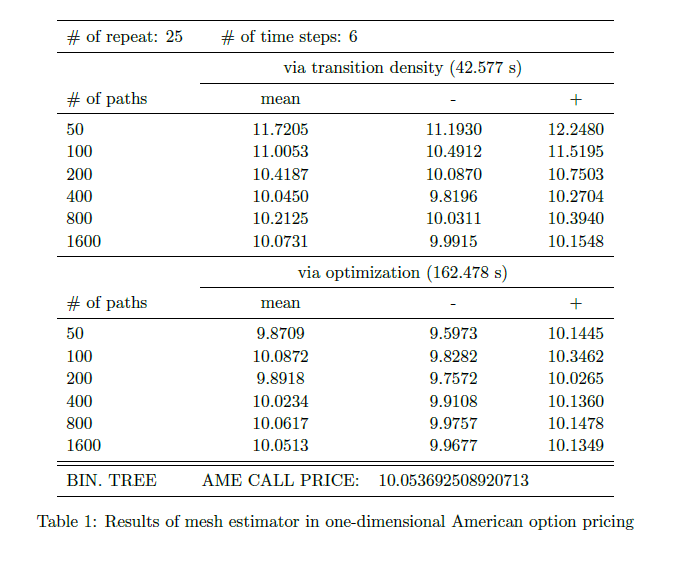 # of repeat: 25 # of time steps: 6
via transition density (42.577 s)
# of paths mean - +
50 11.7205 11.1930 12.2480
100 11.0053 10.4912 11.5195
200 10.4187 10.0870 10.7503
400 10.0450 9.8196 10.2704
800 10.2125 10.0311 10.3940
1600 10.0731 9.9915 10.1548
via optimization (162.478 s)
# of paths mean - +
50 9.8709 9.5973 10.1445
100 10.0872 9.8282 10.3462
200 9.8918 9.7572 10.0265
400 10.0234 9.9108 10.1360
800 10.0617 9.9757 10.1478
1600 10.0513 9.9677 10.1349
BIN. TREE AME CALL PRICE: 10.053692508920713
Table 1: Results of mesh estimator in one-dimensional American option pricing